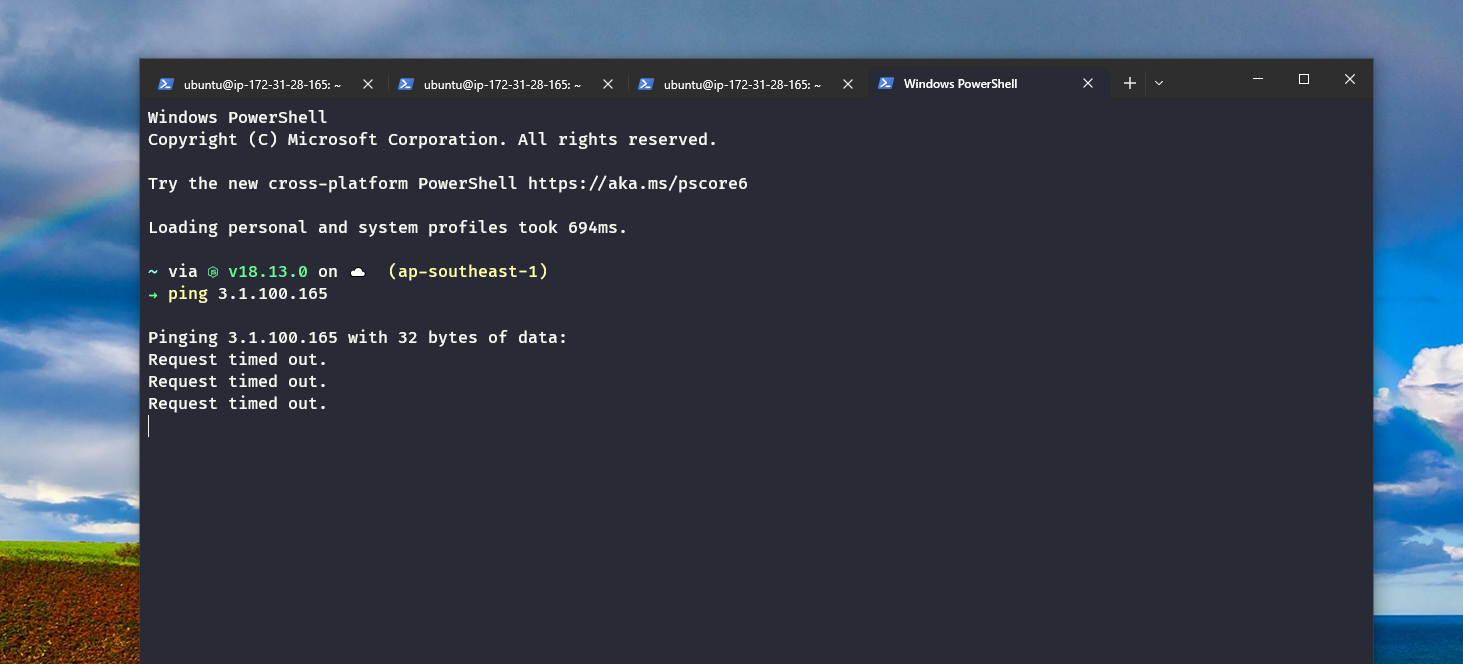 ubuntu@ip-172-31-28-165: ~
ubuntu@ip-172-31-28-165: ~
ubuntu@ip-172-31-28-165: ~
Windows PowerShell
Windows PowerShell
Copyright (C) Microsoft Corporation. All rights reserved.
Try the new cross-platform PowerShell https://aka.ms/pscore6
Loading personal and system profiles took 694ms.
~ via v18.13.0 on (ap-southeast-1)
→ ping 3.1.100.165
Pinging 3.1.100.165 with 32 bytes of data:
Request timed out.
Request timed out.
Request timed out.